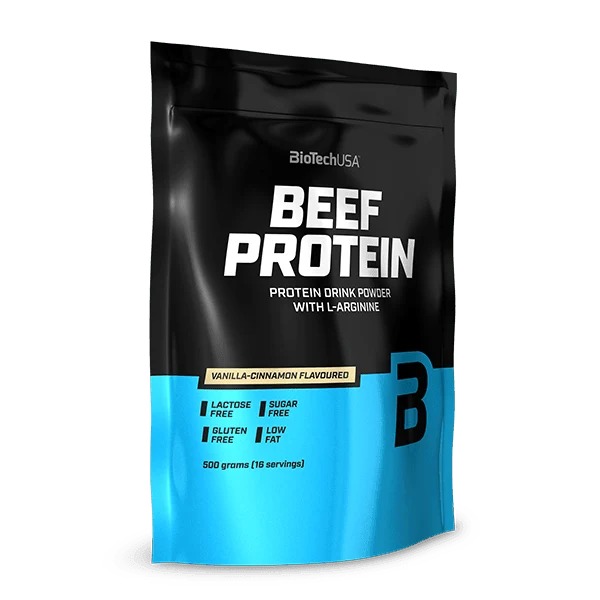 BioTechUSA
BEEF
PROTEIN
PROTEIN DRINK POWDER
WITH L-ARGININE
VANILLA-CINNAMON FLAVOURED
LACTOSE FREE
SUGAR FREE
GLUTEN FREE
LOW FAT
500 grams (16 servings)
B